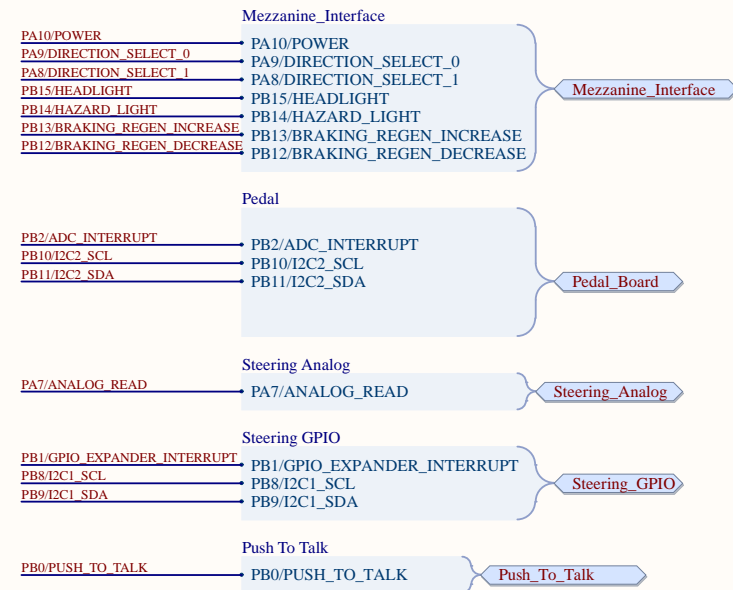 Mezzanine_Interface
PA10/POWER PA10/POWER
PA9/DIRECTION_SELECT_0 PA9/DIRECTION_SELECT_0
PA8/DIRECTION_SELECT_1 PA8/DIRECTION_SELECT_1 Mezzanine_Interface
PB15/HEADLIGHT PB15/HEADLIGHT
PB14/HAZARD_LIGHT PB14/HAZARD_LIGHT
PB13/BRAKING_REGEN_INCREASE PB13/BRAKING_REGEN_INCREASE
PB12/BRAKING_REGEN_DECREASE PB12/BRAKING_REGEN_DECREASE
Pedal
PB2/ADC_INTERRUPT PB2/ADC_INTERRUPT
PB10/I2C2_SCL PB10/I2C2_SCL
PB11/I2C2_SDA PB11/I2C2_SDA Pedal_Board
Steering Analog
PA7/ANALOG_READ PA7/ANALOG_READ Steering_Analog
Steering GPIO
PB1/GPIO_EXPANDER_INTERRUPT PB1/GPIO_EXPANDER_INTERRUPT
PB8/I2C1_SCL PB8/I2C1_SCL Steering_GPIO
PB9/I2C1_SDA PB9/I2C1_SDA
Push To Talk
PB0/PUSH_TO_TALK PB0/PUSH_TO_TALK Push_To_Talk